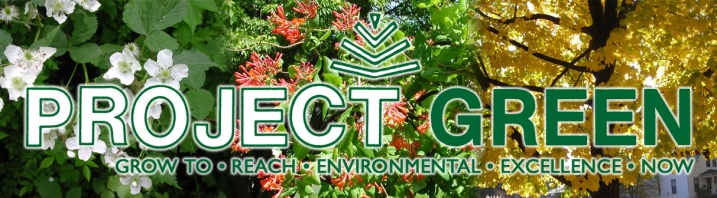 PROJECT GREEN
GROW TO • REACH • ENVIRONMENTAL • EXCELLENCE • NOW